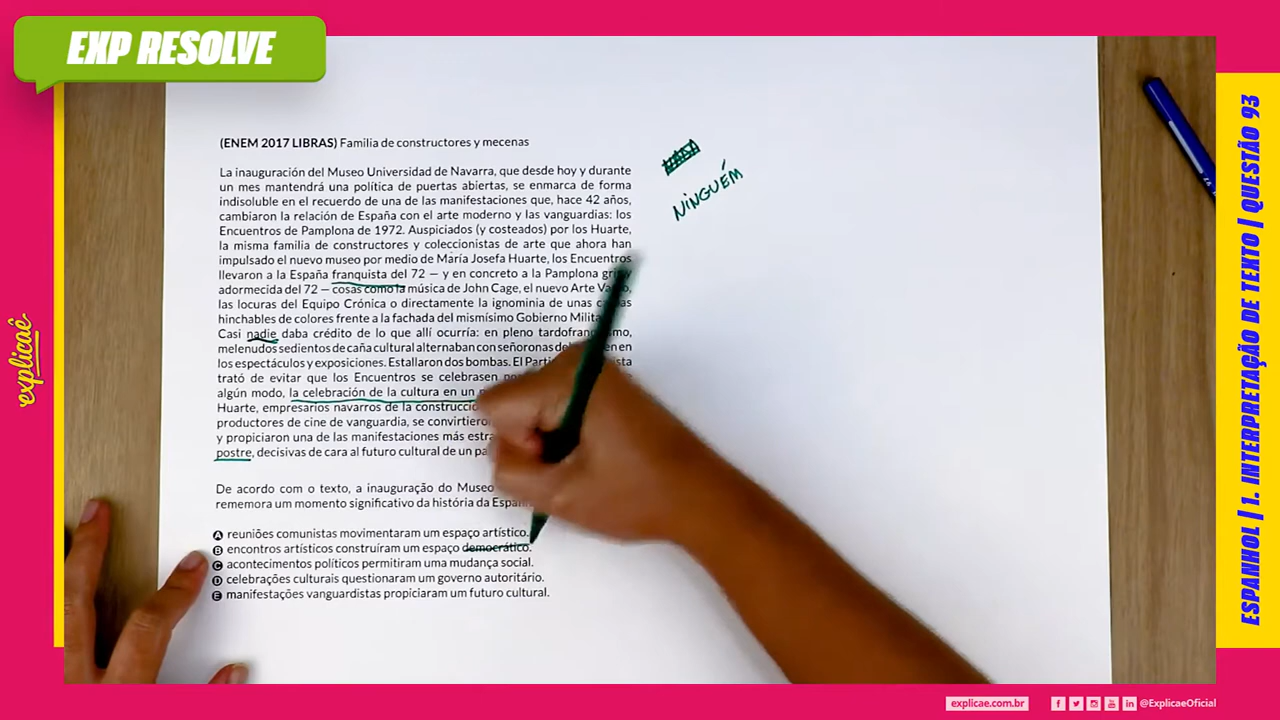 EXP RESOLVE
(ENEM 2017 LIBRAS) Familia de constructores y mecenas
La inauguración del Museo Universidad de Navarra, que desde hoy y durante
un mes mantendrá una política de puertas abiertas, se enmarca de forma
indisoluble en el recuerdo de una de las manifestaciones que, hace 42 años,
cambiaron la relación de España con el arte moderno y las vanguardias: los
Encuentros de Pamplona de 1972. Auspiciados (y costeados) por los Huarte,
la misma familia de constructores y coleccionistas de arte que ahora han
impulsado el nuevo museo por medio de María Josefa Huarte, los Encuentros
llevaron a la España franquista del 72 — y en concreto a la Pamplona gris y
adormecida del 72 — cosas como la música de John Cage, el nuevo Arte
las locuras del Equipo Crónica o directamente la ignominia de unas
hinchables de colores frente a la fachada del mismísimo Gobierno
Casi nadie daba crédito de lo que allí ocurría: en pleno
melenudos sedientos de caña cultural alternaban con señoronas
los espectáculos y exposiciones. Estallaron dos bombas. El
trató de evitar que los Encuentros se celebrasen
algún modo, la celebración de la cultura en un
Huarte, empresarios navarros de la
productores de cine de vanguardia, se
y propiciaron una de las manifestaciones más
postre, decisivas de cara al futuro cultural de un
De acordo com o texto, a inauguração do Museo
rememora um momento significativo da história da
A reuniões comunistas movimentaram um espaço artístico.
B encontros artísticos construíram um espaço democrático.
C acontecimentos políticos permitiram uma mudança social.
D celebrações culturais questionaram um governo autoritário.
E manifestações vanguardistas propiciaram um futuro cultural.
NINGUÉM
explicaê
ESPANHOL | 1. INTERPRETAÇÃO DE TEXTO | QUESTÃO 93
explicae.com.br
@ExplicaeOficial